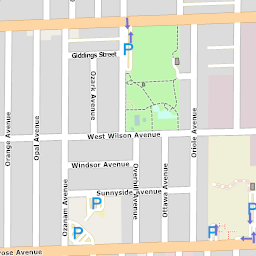 Giddings Street
P
Ozark Avenue
Orange Avenue
Opal Avenue
West Wilson Avenue
Oriole Avenue
Windsor Avenue
Overhill Avenue
Sunnyside Avenue
Ottawa Avenue
Ozanam Avenue
P
P
P
P
rose Avenue